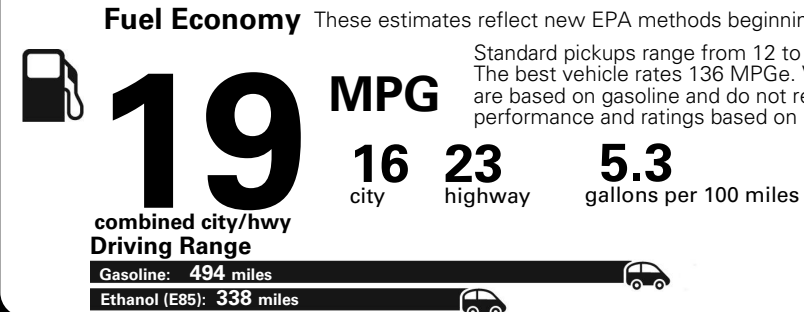 Fuel Economy These estimates reflect new EPA methods
Standard pickups range from 12 to
The best vehicle rates 136 MPGe.
19 MPG
are based on gasoline and do not
performance and ratings based on
16 23 5.3
city highway gallons per 100 miles
combined city/hwy
Driving Range
Gasoline: 494 miles
Ethanol (E85): 338 miles